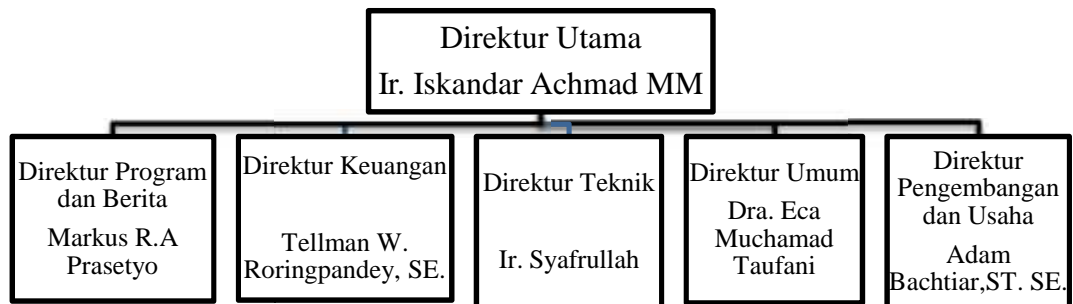 Direktur Utama
Ir. Iskandar Achmad MM
Direktur Program
dan Berita
Markus R.A
Prasetyo
Direktur Keuangan
Tellman W.
Roringpandey, SE.
Direktur Teknik
Ir. Syafrullah
Direktur Umum
Dra. Eca
Muchamad
Taufani
Direktur
Pengembangan
dan Usaha
Adam
Bachtiar,ST. SE.